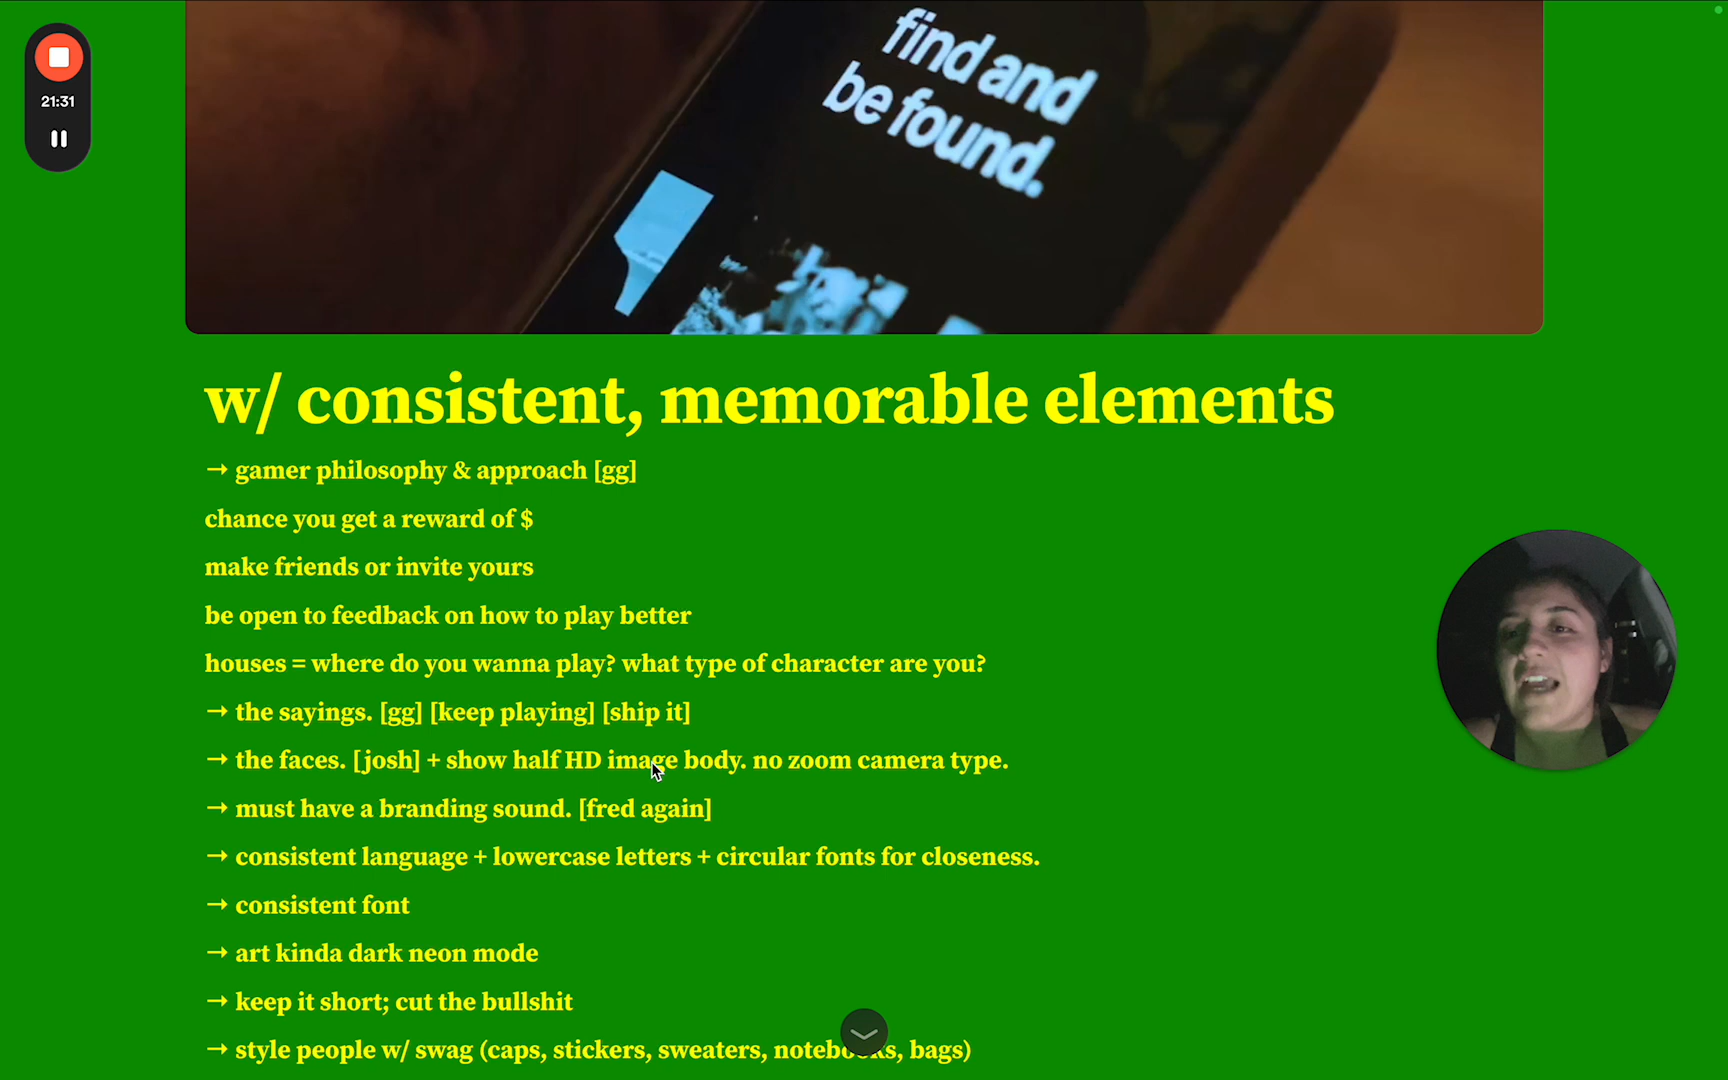 21:31
find and
be found.
w/ consistent, memorable elements
→ gamer philosophy & approach [gg]
chance you get a reward of $
make friends or invite yours
be open to feedback on how to play better
houses = where do you wanna play? what type of character are you?
→ the sayings. [gg] [keep playing] [ship it]
→ the faces. [josh] + show half HD image body. no zoom camera type.
→ must have a branding sound. [fred again]
→ consistent language + lowercase letters + circular fonts for closeness.
→ consistent font
→ art kinda dark neon mode
→ keep it short; cut the bullshit
→ style people w/ swag (caps, stickers, sweaters, notebooks, bags)